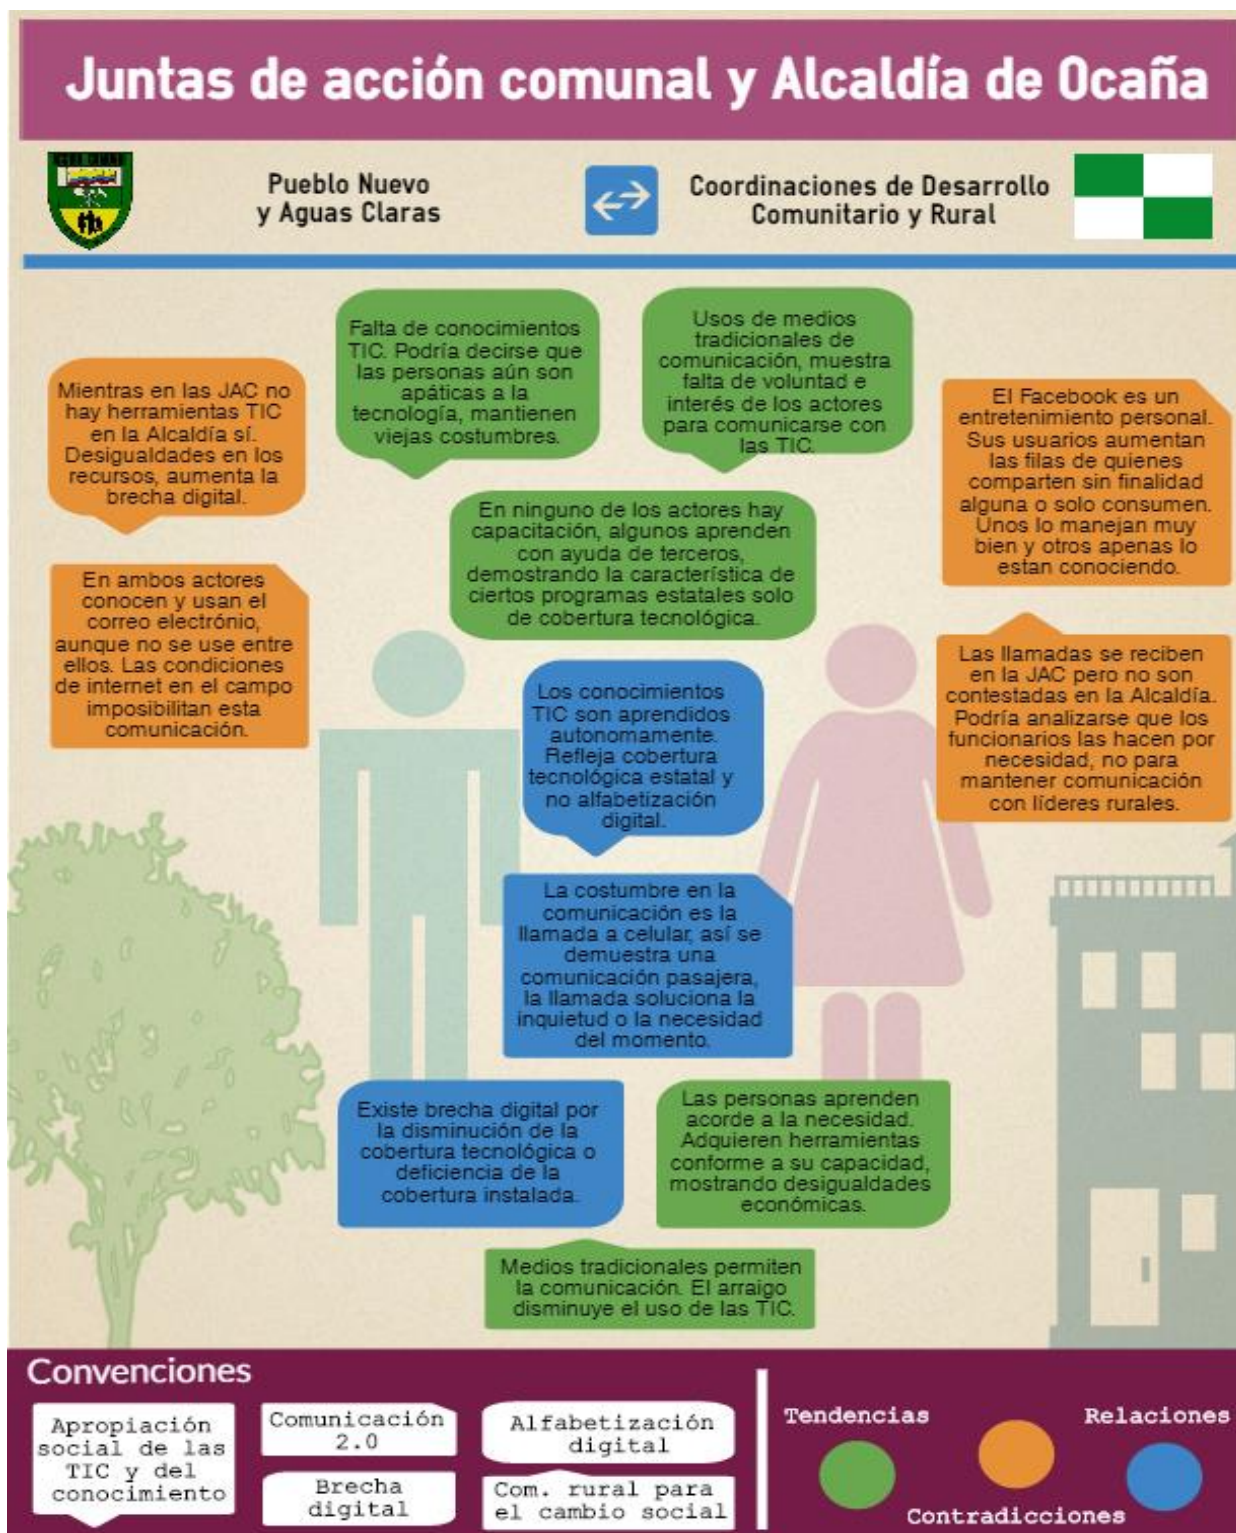 Juntas de acción comunal y Alcaldía de Ocaña
Pueblo Nuevo
y Aguas Claras
Coordinaciones de Desarrollo
Comunitario y Rural
Falta de conocimientos
TIC. Podría decirse que
las personas aún son
apáticas a la
tecnología, mantienen
viejas costumbres.
Usos de medios
tradicionales de
comunicación, muestra
falta de voluntad e
interés de los actores
para comunicarse con
las TIC.
Mientras en las JAC no
hay herramientas TIC
en la Alcaldía sí.
Desigualdades en los
recursos, aumenta la
brecha digital.
El Facebook es un
entretenimiento personal.
Sus usuarios aumentan
las filas de quienes
comparten sin finalidad
alguna o solo consumen.
Unos lo manejan muy
bien y otros apenas lo
estan conociendo.
En ninguno de los actores hay
capacitación, algunos aprenden
con ayuda de terceros,
demostrando la característica de
ciertos programas estatales solo
de cobertura tecnológica.
En ambos actores
conocen y usan el
correo electrónio,
aunque no se use entre
ellos. Las condiciones
de internet en el campo
imposibilitan esta
comunicación.
Las llamadas se reciben
en la JAC pero no son
contestadas en la Alcaldía.
Podría analizarse que los
funcionarios las hacen por
necesidad, no para
mantener comunicación
con líderes rurales.
Los conocimientos
TIC son aprendidos
autonomamente.
Refleja cobertura
tecnológica estatal y
no alfabetización
digital.
La costumbre en la
comunicación es la
llamada a celular, así se
demuestra una
comunicación pasajera,
la llamada soluciona la
inquietud o la necesidad
del momento.
Existe brecha digital por
la disminución de la
cobertura tecnológica o
deficiencia de la
cobertura instalada.
Las personas aprenden
acorde a la necesidad.
Adquieren herramientas
conforme a su capacidad,
mostrando desigualdades
económicas.
Medios tradicionales permiten
la comunicación. El arraigo
disminuye el uso de las TIC.
Convenciones
Apropiación
social de las
TIC y del
conocimiento
Comunicación
2.0
Brecha
digital
Alfabetización
digital
Com. rural para
el cambio social
Tendencias
Relaciones
Contradicciones